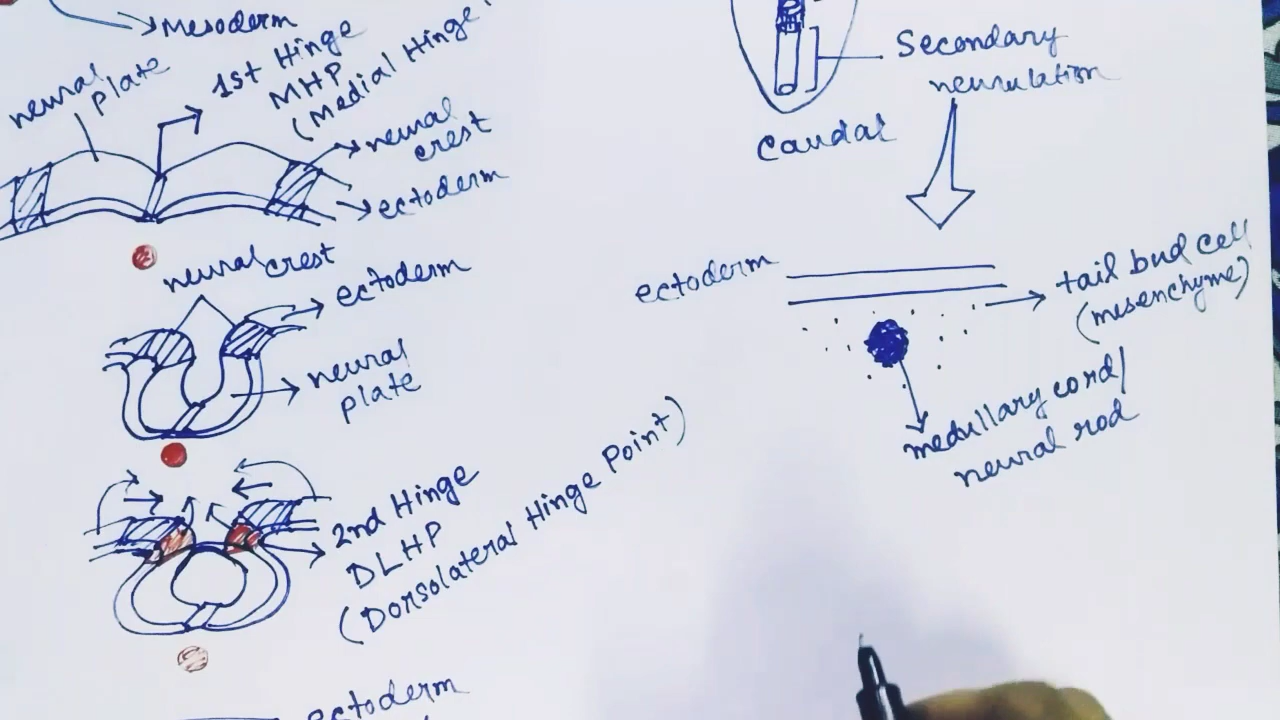 Mesoderm
neural
plate
1st Hinge
MHP
(Medial Hinge
neural
crest
ectoderm
neural crest
ectoderm
neural
plate
2nd Hinge
DLHP
(Dorsolateral Hinge Point)
ectoderm
Secondary
neurulation
Caudal
ectoderm
tail bud cell
(mesenchyme)
medullary cord/
neural rod